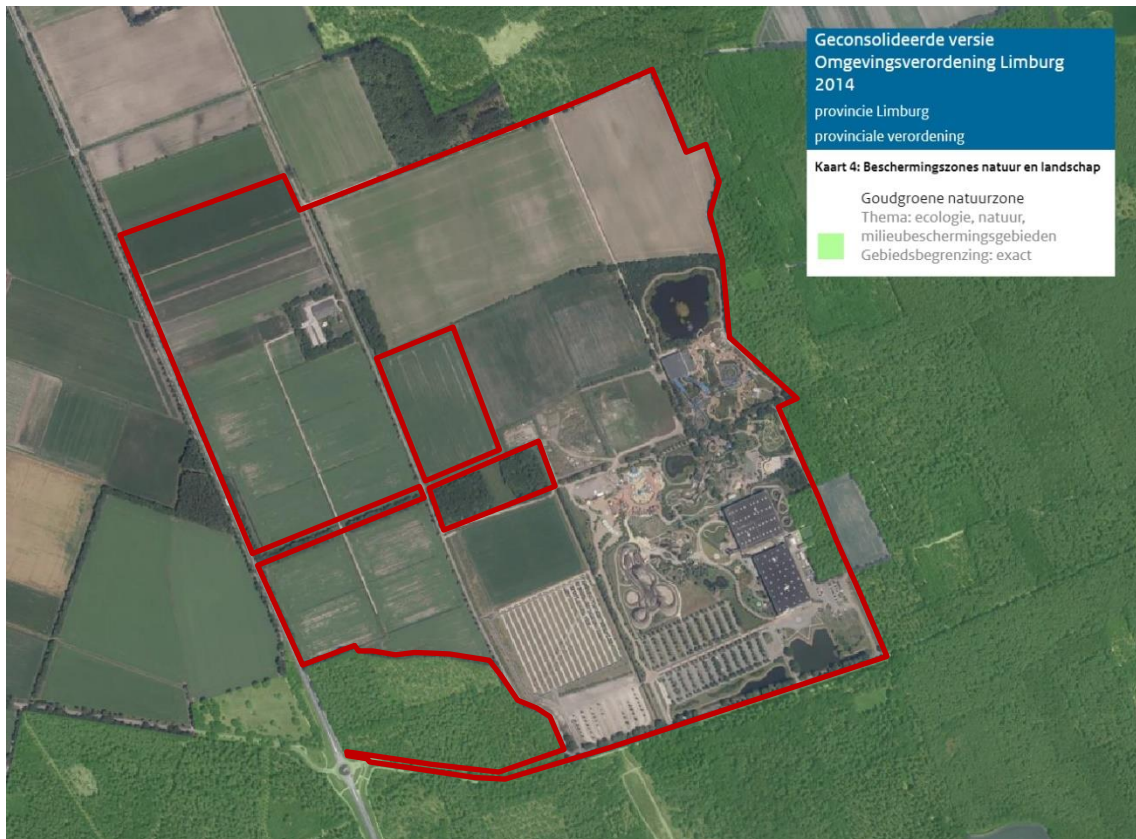 Geconsolideerde versie
Omgevingsverordening Limburg
2014
provincie Limburg
provinciale verordening
Kaart 4: Beschermingszones natuur en landschap
Goudgroene natuurzone
Thema: ecologie, natuur,
milieubeschermingsgebieden
Gebiedsbegrenzing: exact